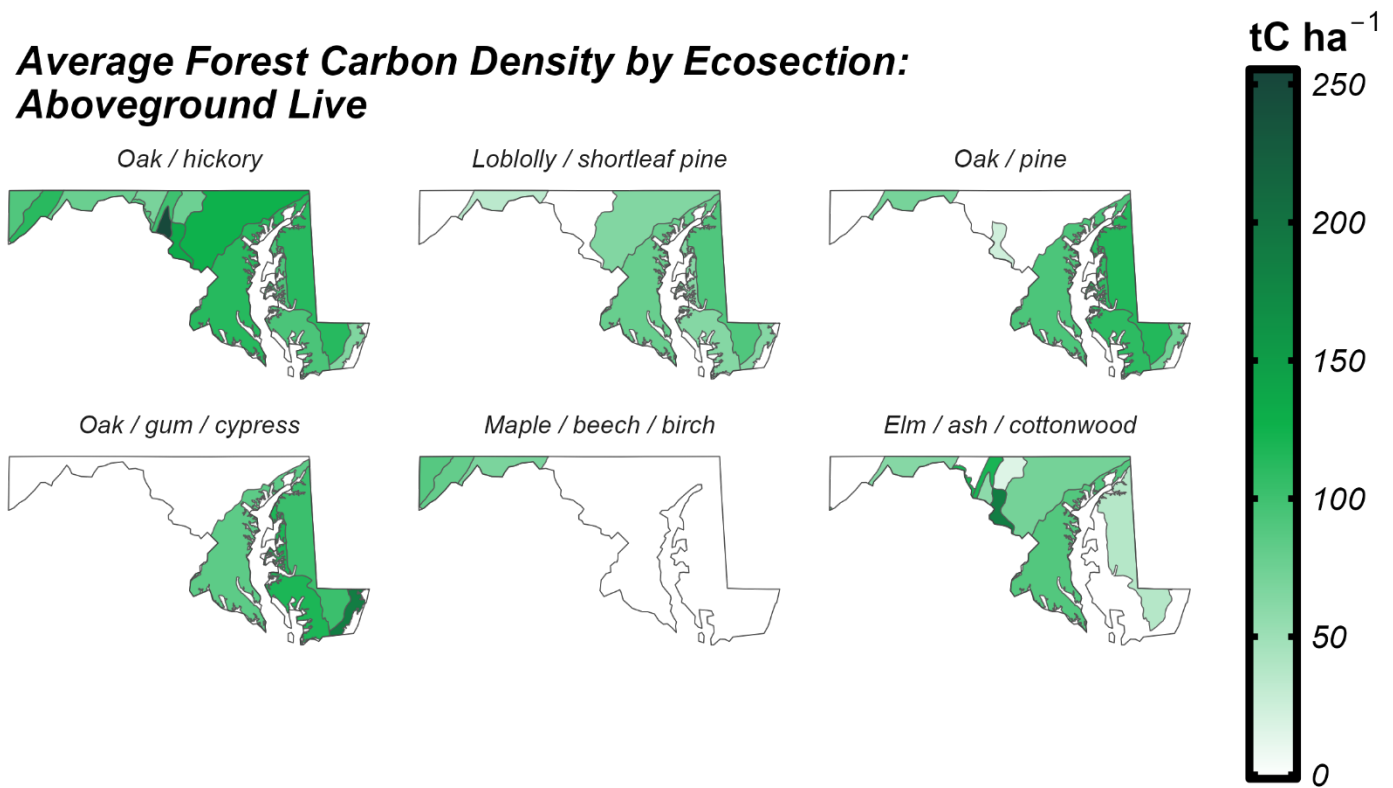 Average Forest Carbon Density by Ecosection:
Aboveground Live
tC ha⁻¹
Oak / hickory
Loblolly / shortleaf pine
Oak / pine
Oak / gum / cypress
Maple / beech / birch
Elm / ash / cottonwood
250
200
150
100
50
0